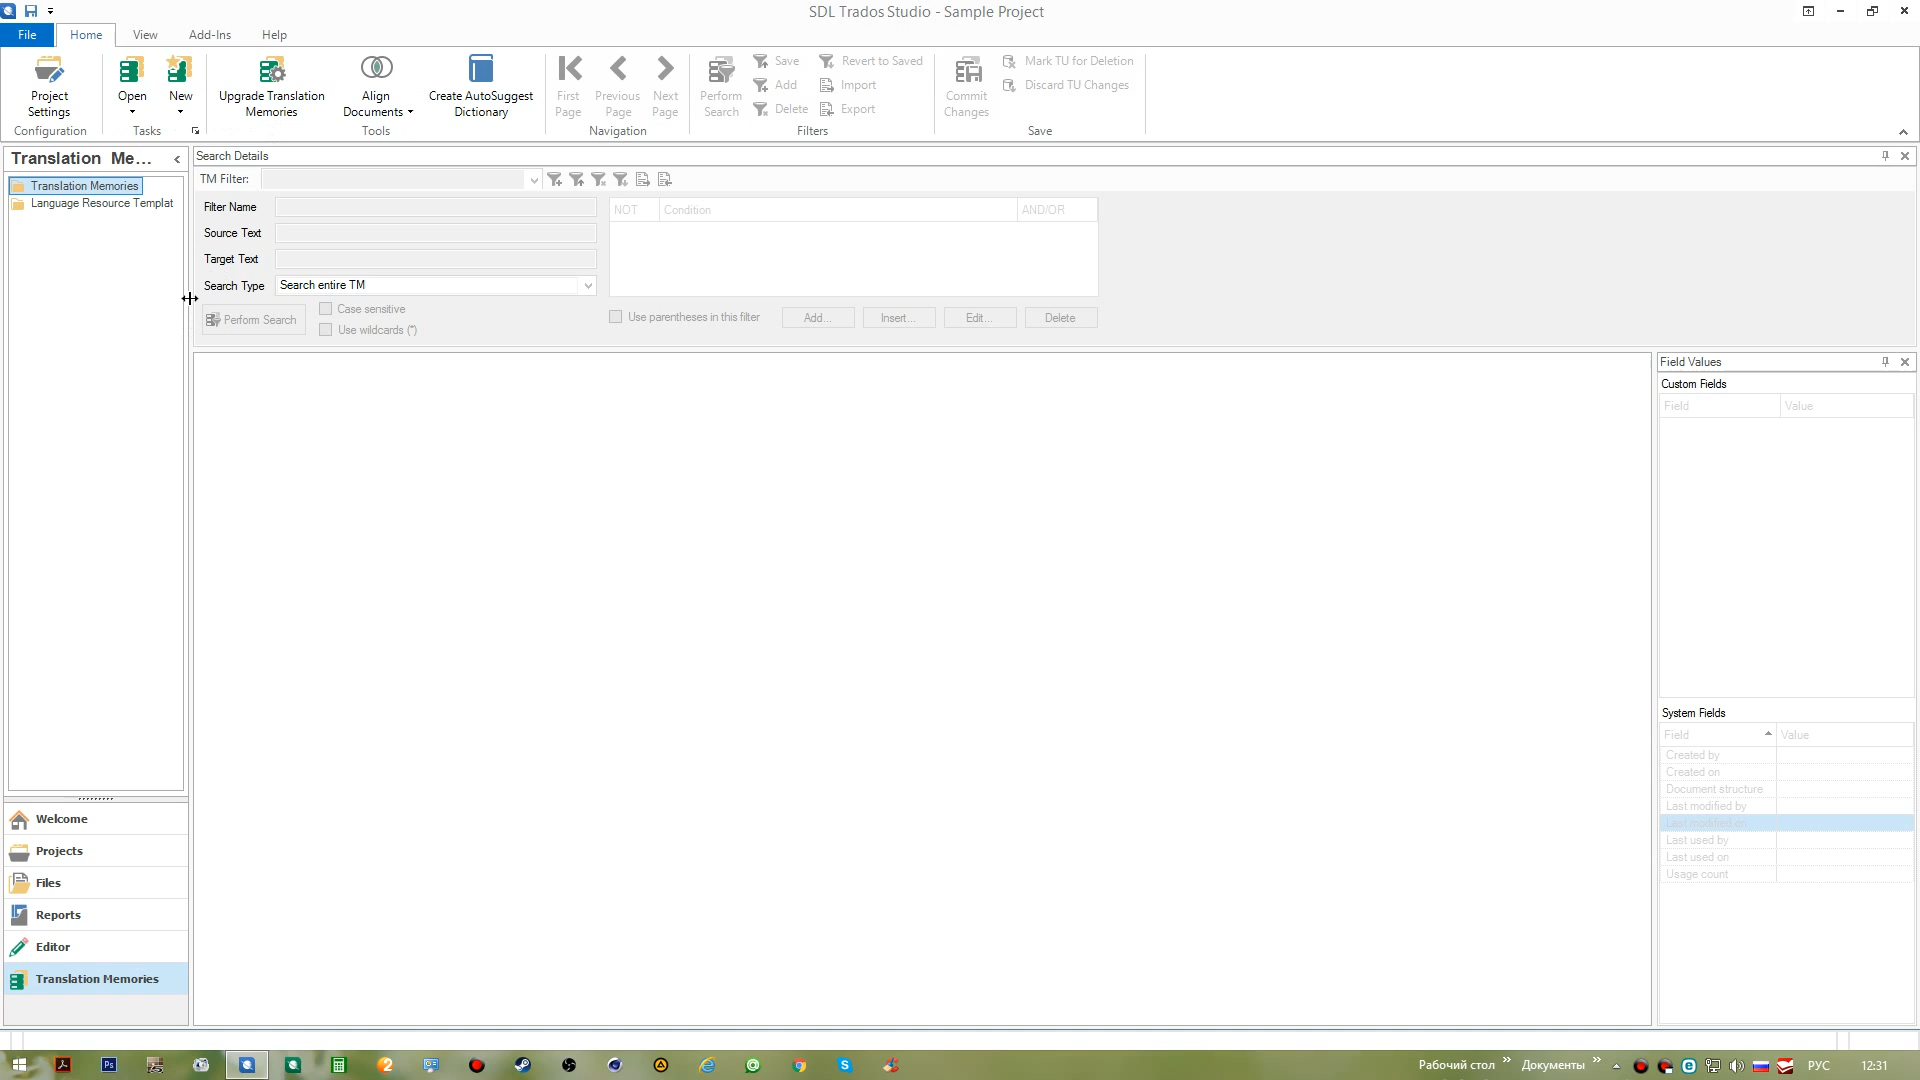 SDL Trados Studio - Sample Project
File Home View Add-Ins Help
Project Settings
Open
New
Upgrade Translation Memories
Align Documents
Create AutoSuggest Dictionary
First Page
Previous Page
Next Page
Perform Search
Save
Add
Delete
Revert to Saved
Import
Export
Commit Changes
Mark TU for Deletion
Discard TU Changes
Configuration Tasks Tools Navigation Filters Save
Translation Me...
Translation Memories
Language Resource Templat
Search Details
TM Filter:
Filter Name
Source Text
Target Text
Search Type Search entire TM
Perform Search
Case sensitive
Use wildcards (*)
NOT Condition AND/OR
Use parentheses in this filter Add... Insert... Edit... Delete
Field Values
Custom Fields
Field Value
System Fields
Field Value
Created by
Created on
Document structure
Last modified by
Last modified on
Last used by
Last used on
Usage count
Welcome
Projects
Files
Reports
Editor
Translation Memories
Ps
2
Рабочий стол » Документы » РУС 12:31